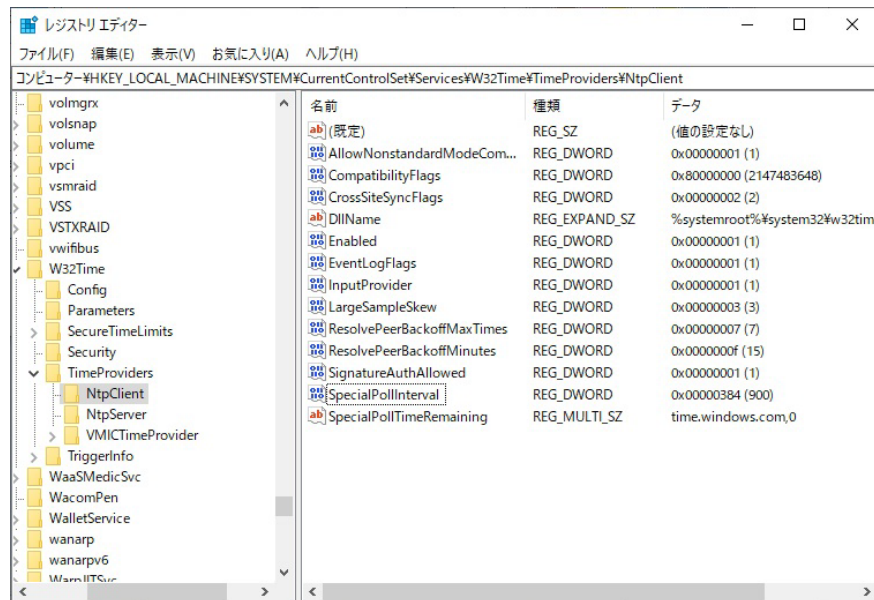 レジストリ エディター
ファイル(F) 編集(E) 表示(V) お気に入り(A) ヘルプ(H)
コンピューター¥HKEY_LOCAL_MACHINE¥SYSTEM¥CurrentControlSet¥Services¥W32Time¥TimeProviders¥NtpClient
volmgrx
volsnap
volume
vpci
vsmraid
VSS
VSTXRAID
vwifibus
W32Time
Config
Parameters
SecureTimeLimits
Security
TimeProviders
NtpClient
NtpServer
VMICTimeProvider
TriggerInfo
WaaSMedicSvc
WacomPen
WalletService
wanarp
wanarpv6
WarpJITSvc
名前 種類 データ
(既定) REG_SZ (値の設定なし)
AllowNonstandardModeCom... REG_DWORD 0x00000001 (1)
CompatibilityFlags REG_DWORD 0x80000000 (2147483648)
CrossSiteSyncFlags REG_DWORD 0x00000002 (2)
DllName REG_EXPAND_SZ %systemroot%¥system32¥w32tim
Enabled REG_DWORD 0x00000001 (1)
EventLogFlags REG_DWORD 0x00000001 (1)
InputProvider REG_DWORD 0x00000001 (1)
LargeSampleSkew REG_DWORD 0x00000003 (3)
ResolvePeerBackoffMaxTimes REG_DWORD 0x00000007 (7)
ResolvePeerBackoffMinutes REG_DWORD 0x0000000f (15)
SignatureAuthAllowed REG_DWORD 0x00000001 (1)
SpecialPollInterval REG_DWORD 0x00000384 (900)
SpecialPollTimeRemaining REG_MULTI_SZ time.windows.com,0